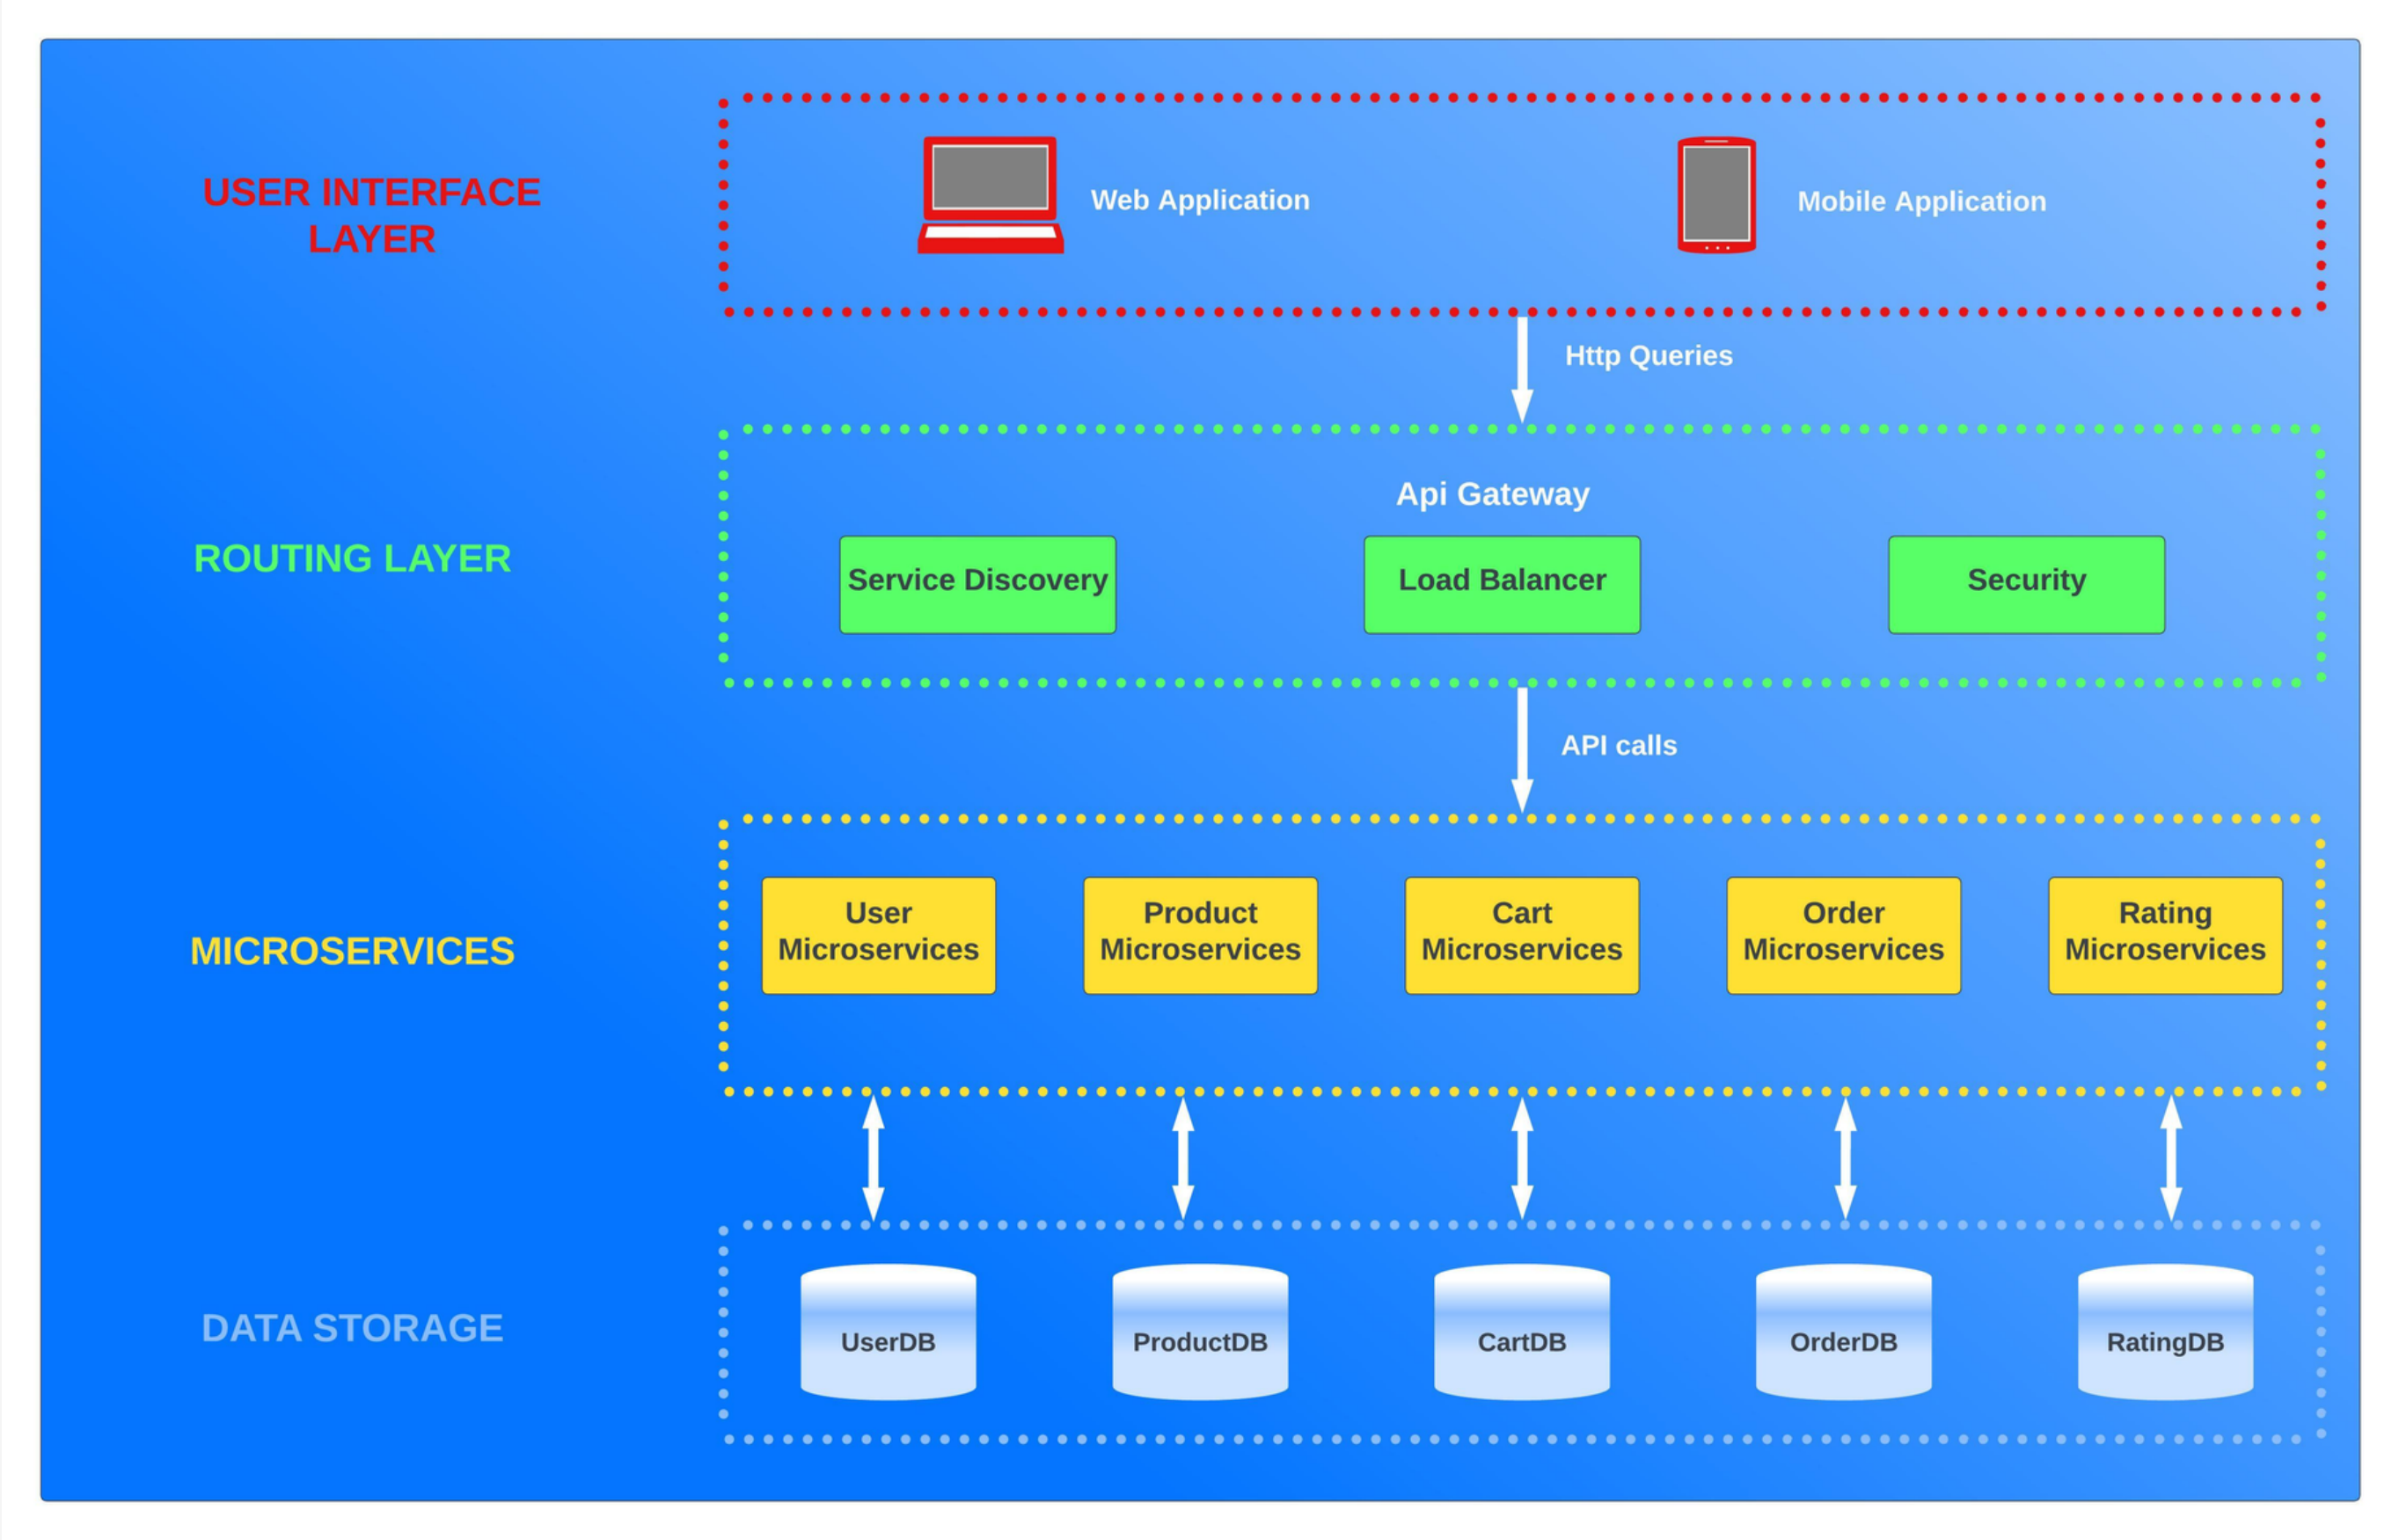 USER INTERFACE
LAYER
Web Application
Mobile Application
Http Queries
ROUTING LAYER
Api Gateway
Service Discovery
Load Balancer
Security
API calls
MICROSERVICES
User
Microservices
Product
Microservices
Cart
Microservices
Order
Microservices
Rating
Microservices
DATA STORAGE
UserDB
ProductDB
CartDB
OrderDB
RatingDB